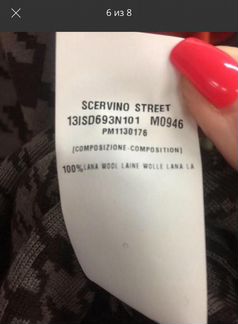 6 из 8
SCERVINO STREET
13ISD693N101 M0946
PM1130176
(COMPOSIZIONE-COMPOSITION)
100% LANA WOOL LAINE WOLLE LANA LA